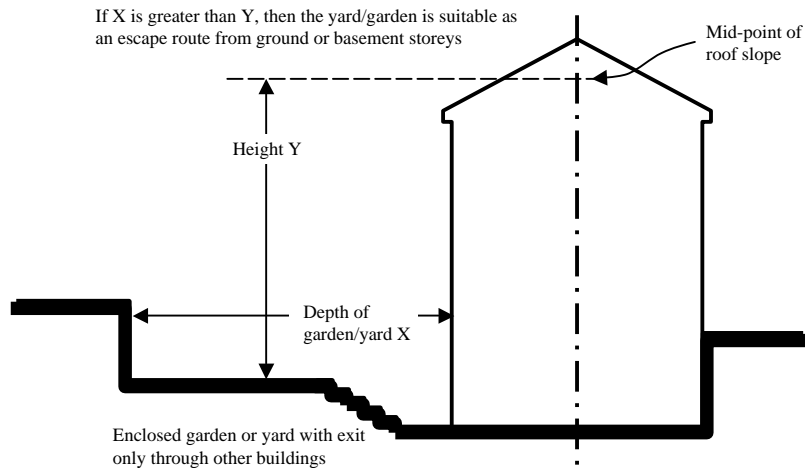 If X is greater than Y, then the yard/garden is suitable as
an escape route from ground or basement storeys
Mid-point of
roof slope
Height Y
Depth of
garden/yard X
Enclosed garden or yard with exit
only through other buildings